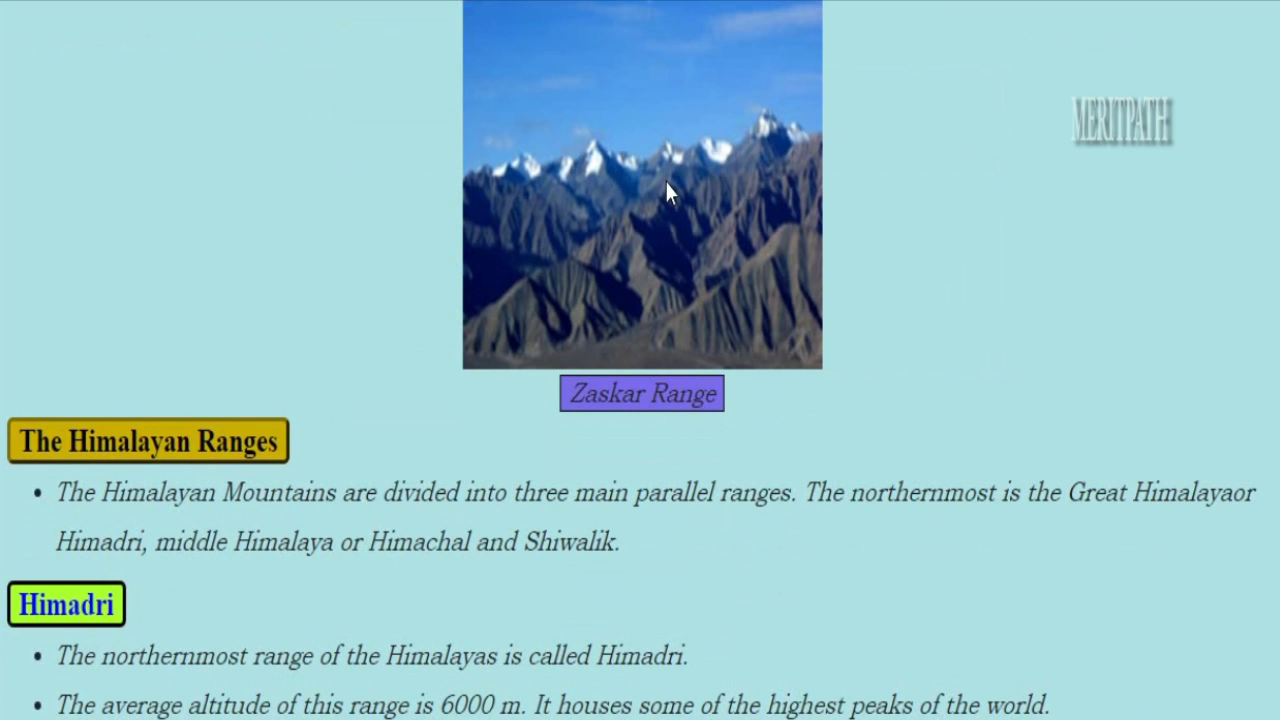 MERITPATH
Zaskar Range
The Himalayan Ranges
• The Himalayan Mountains are divided into three main parallel ranges. The northernmost is the Great Himalayaor
Himadri, middle Himalaya or Himachal and Shiwalik.
Himadri
• The northernmost range of the Himalayas is called Himadri.
• The average altitude of this range is 6000 m. It houses some of the highest peaks of the world.